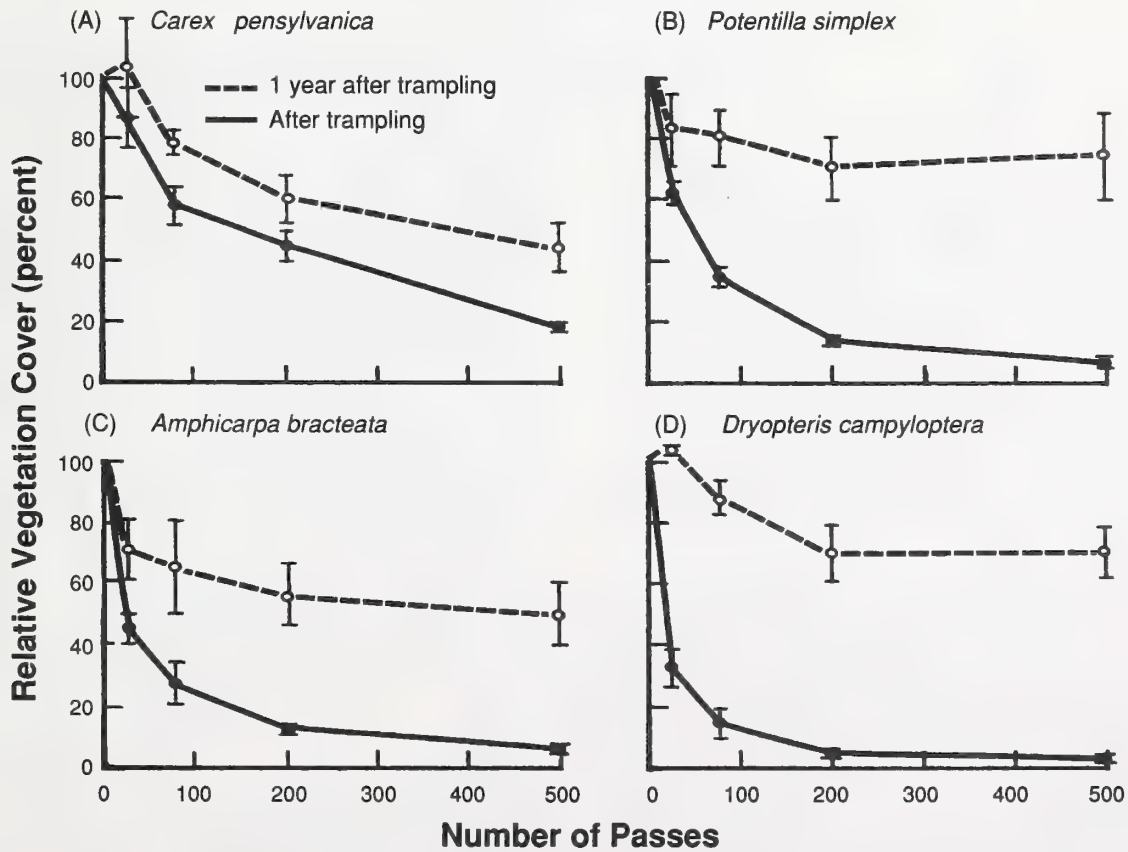 (A) Carex pensylvanica
(B) Potentilla simplex
1 year after trampling
After trampling
100
80
60
40
20
0
(C) Amphicarpa bracteata
(D) Dryopteris campyloptera
100
80
60
40
20
0
0 100 200 300 400 500
0 100 200 300 400 500
Relative Vegetation Cover (percent)
Number of Passes